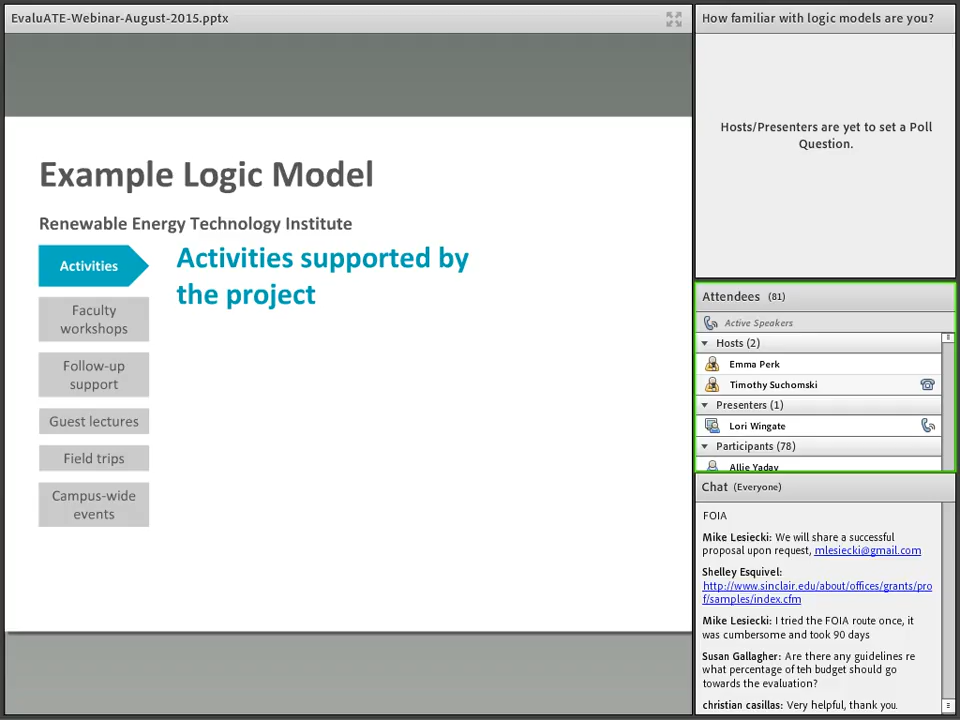 EvaluATE-Webinar-August-2015.pptx
Example Logic Model
Renewable Energy Technology Institute
Activities
Activities supported by
the project
Faculty
workshops
Follow-up
support
Guest lectures
Field trips
Campus-wide
events
How familiar with logic models are you?
Hosts/Presenters are yet to set a Poll
Question.
Attendees (81)
Active Speakers
Hosts (2)
Emma Perk
Timothy Suchomski
Presenters (1)
Lori Wingate
Participants (78)
Allie Yadav
Chat (Everyone)
FOIA
Mike Lesiecki: We will share a successful
proposal upon request, mlesiecki@gmail.com
Shelley Esquivel:
http://www.sinclair.edu/about/offices/grants/pro
f/samples/index.cfm
Mike Lesiecki: I tried the FOIA route once, it
was cumbersome and took 90 days
Susan Gallagher: Are there any guidelines re
what percentage of teh budget should go
towards the evaluation?
christian casillas: Very helpful, thank you.